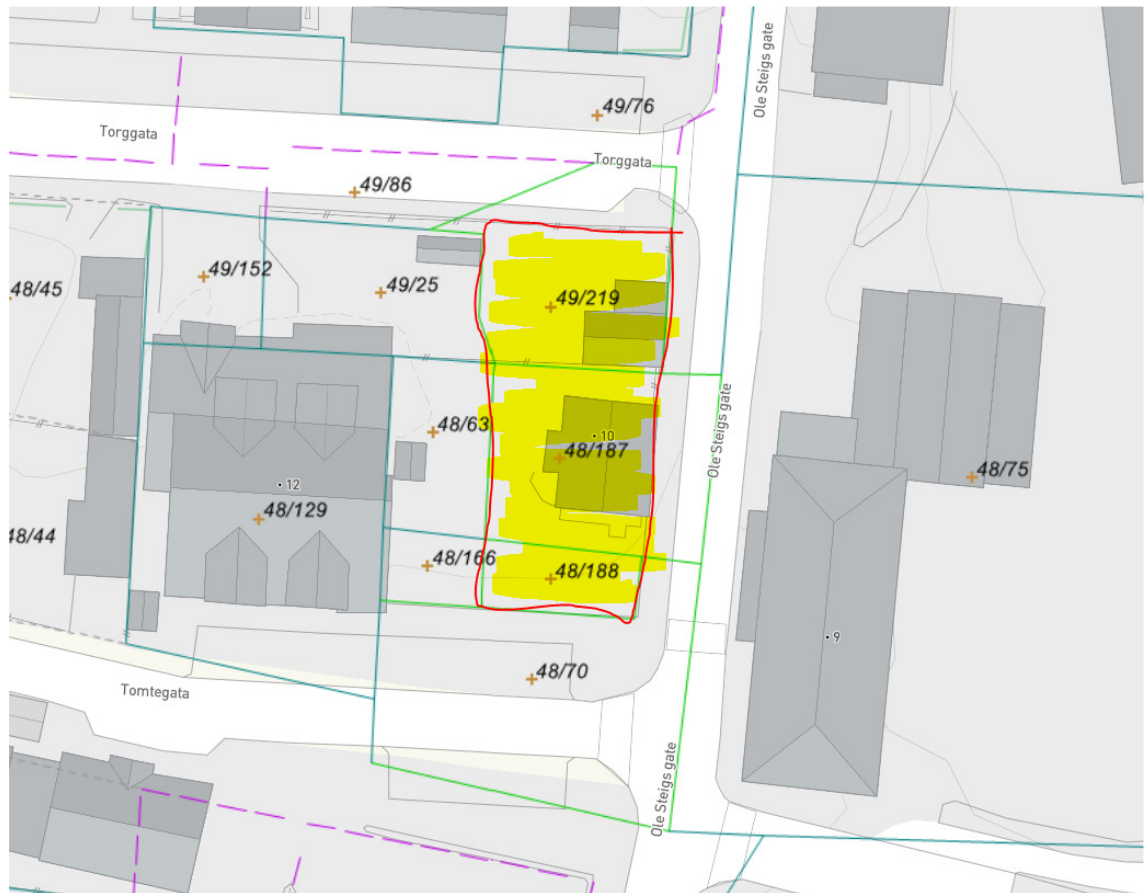 Ole Steigs gate
49/76
Torggata
Torggata
49/86
49/152
48/45
49/25
49/219
Ole Steigs gate
48/63
10
48/187
48/75
12
48/129
48/44
48/166
48/188
9
48/70
Tomtegata
Ole Steigs gate